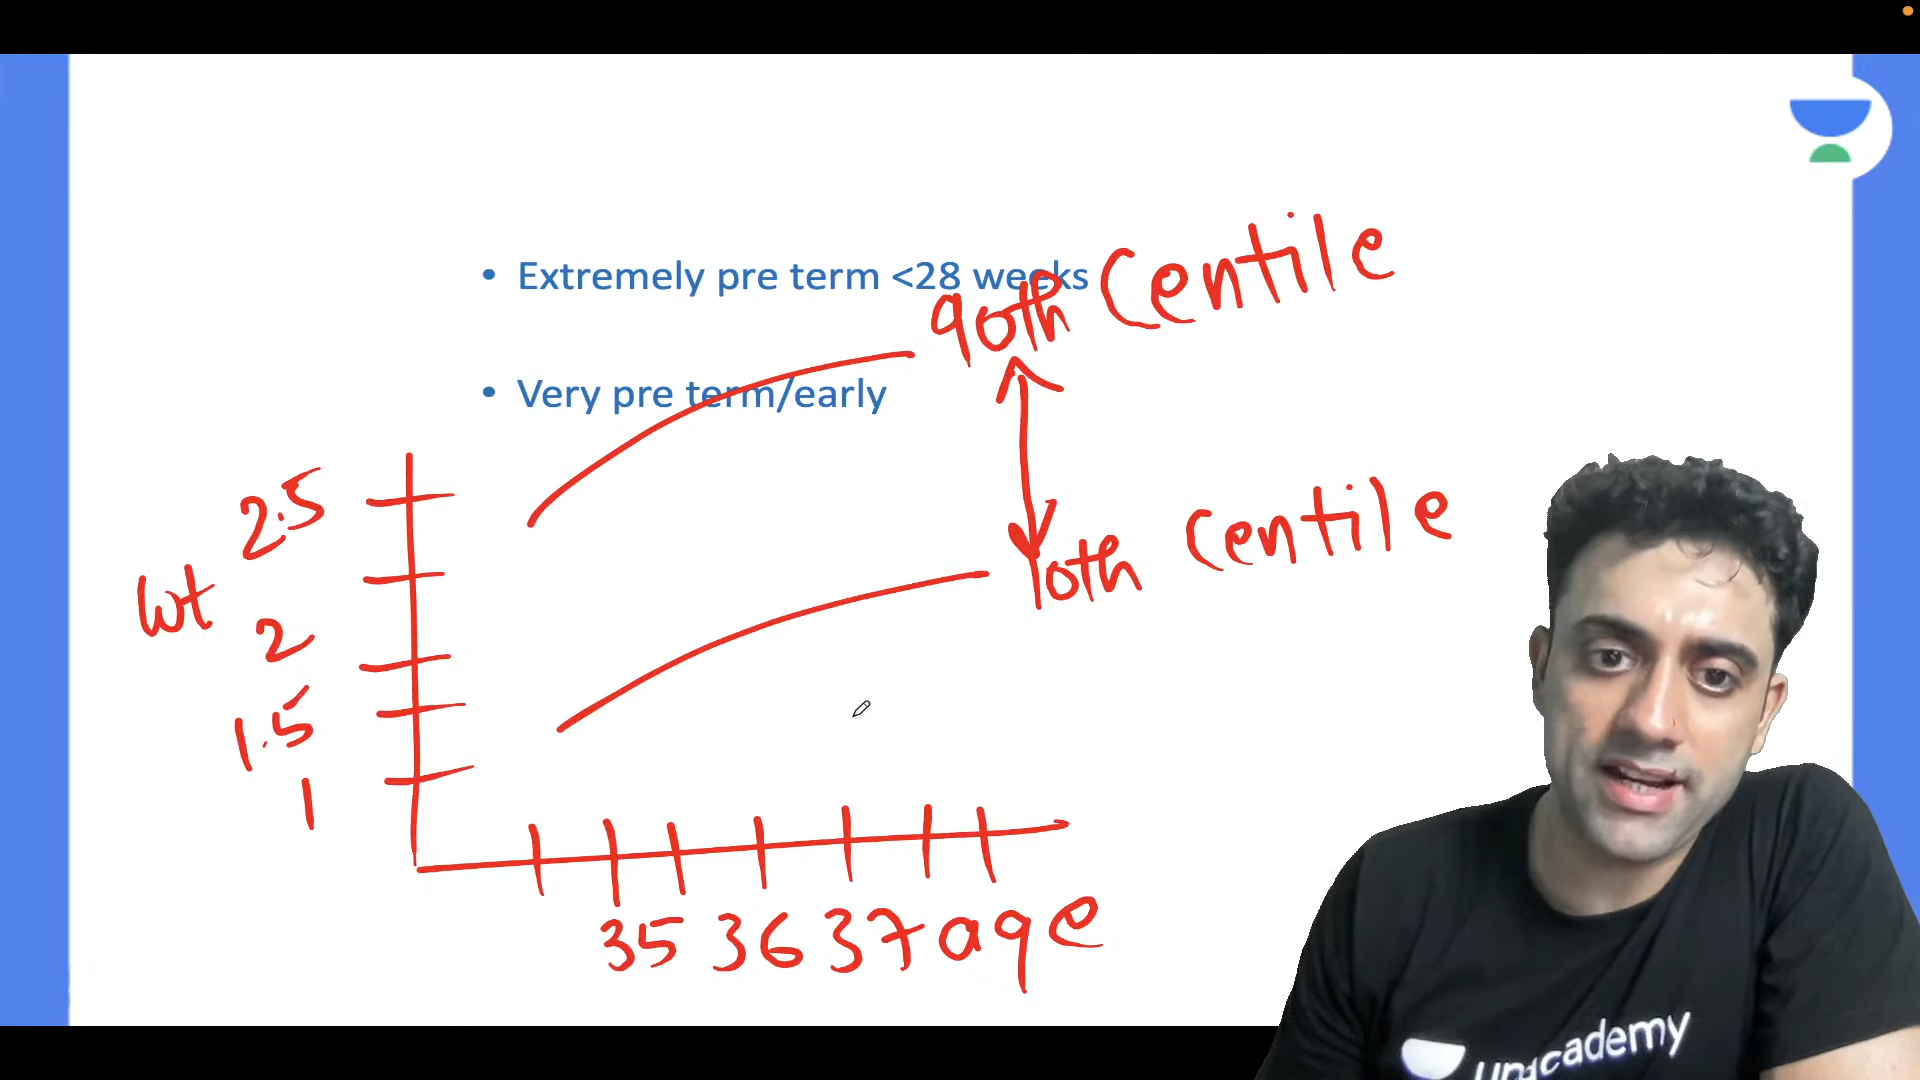 • Extremely pre term <28 weeks
90th Centile
• Very pre term/early
2.5
10th Centile
wt
2
1.5
1
35 36 37 age
unacademy